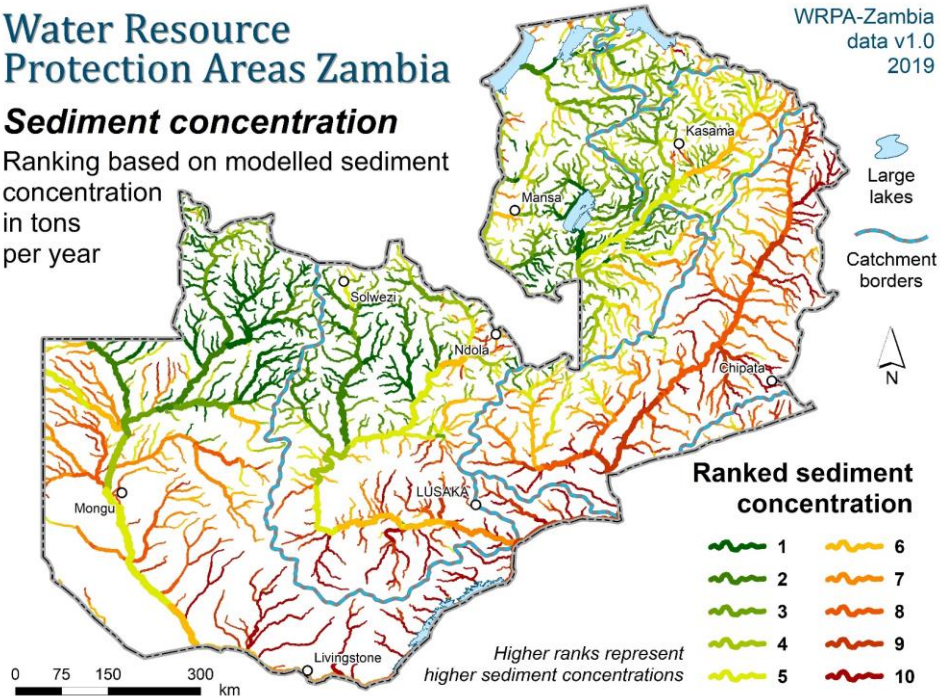 Water Resource
Protection Areas Zambia
Sediment concentration
Ranking based on modelled sediment
concentration
in tons
per year
WRPA-Zambia
data v1.0
2019
Large
lakes
Catchment
borders
N
Kasama
Mansa
Solwezi
Ndola
Chipata
Mongu
LUSAKA
Livingstone
Ranked sediment
concentration
1 6
2 7
3 8
4 9
5 10
Higher ranks represent
higher sediment concentrations
0 75 150 300
km